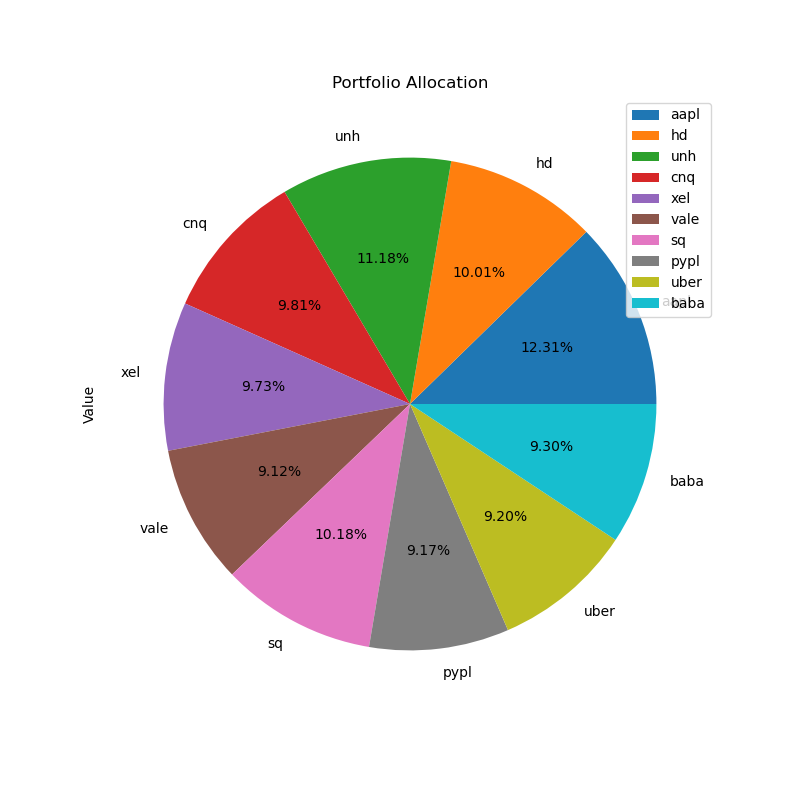 Portfolio Allocation
aapl
hd
unh
cnq
xel
vale
sq
pypl
uber
baba
unh
hd
cnq
11.18%
10.01%
9.81%
12.31%
xel
9.73%
Value
9.30%
9.12%
baba
9.20%
vale
10.18%
9.17%
uber
sq
pypl